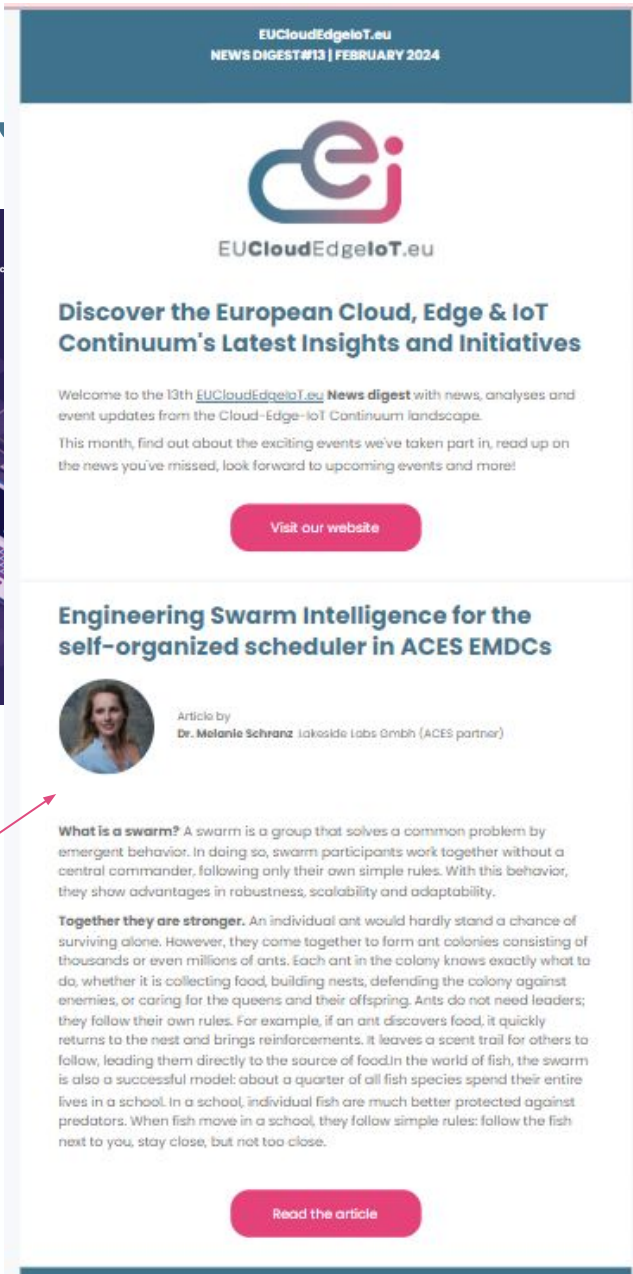 EUCloudEdgeIoT.eu
NEWS DIGEST#13 | FEBRUARY 2024
EUCloudEdgeIoT.eu
Discover the European Cloud, Edge & IoT
Continuum's Latest Insights and Initiatives
Welcome to the 13th EUCloudEdgeIoT.eu News digest with news, analyses and
event updates from the Cloud-Edge-IoT Continuum landscape.
This month, find out about the exciting events we've taken part in, read up on
the news you've missed, look forward to upcoming events and more!
Visit our website
Engineering Swarm Intelligence for the
self-organized scheduler in ACES EMDCs
Article by
Dr. Melanie Schranz Lakeside Labs Gmbh (ACES partner)
What is a swarm? A swarm is a group that solves a common problem by
emergent behavior. In doing so, swarm participants work together without a
central commander, following only their own simple rules. With this behavior,
they show advantages in robustness, scalability and adaptability.
Together they are stronger. An individual ant would hardly stand a chance of
surviving alone. However, they come together to form ant colonies consisting of
thousands or even millions of ants. Each ant in the colony knows exactly what to
do, whether it is collecting food, building nests, defending the colony against
enemies, or caring for the queens and their offspring. Ants do not need leaders;
they follow their own rules. For example, if an ant discovers food, it quickly
returns to the nest and brings reinforcements. It leaves a scent trail for others to
follow, leading them directly to the source of food.In the world of fish, the swarm
is also a successful model: about a quarter of all fish species spend their entire
lives in a school. In a school, individual fish are much better protected against
predators. When fish move in a school, they follow simple rules: follow the fish
next to you, stay close, but not too close.
Read the article